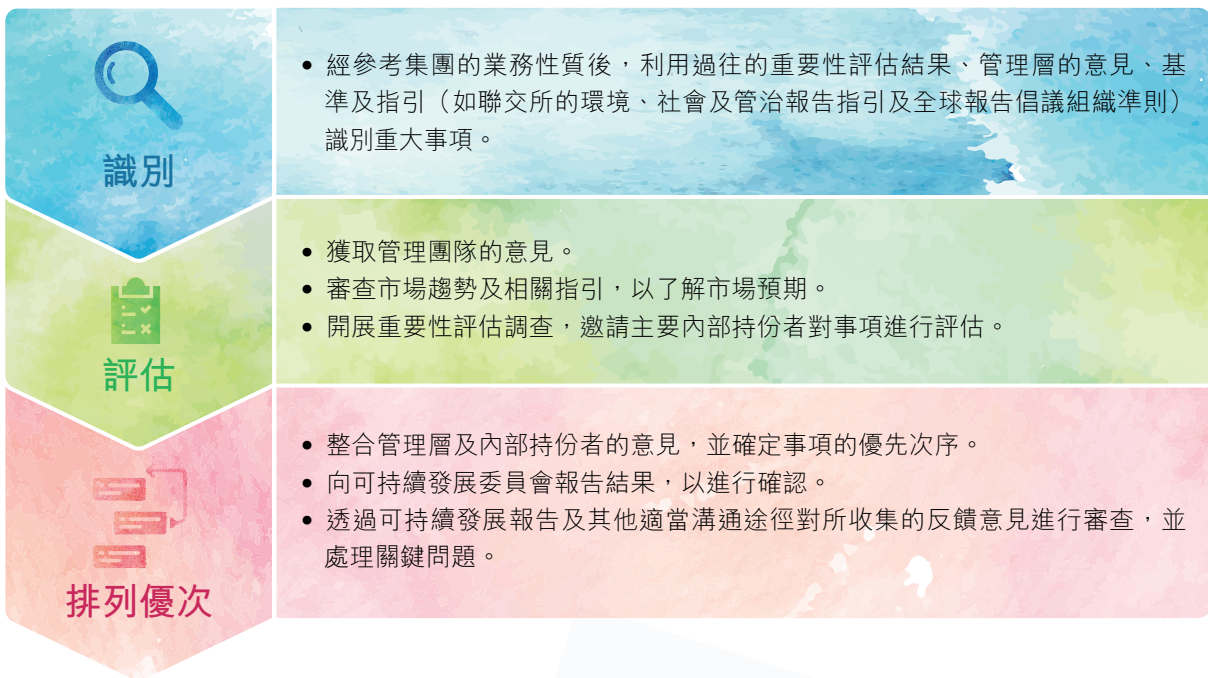 識別
• 經參考集團的業務性質後，利用過往的重要性評估結果、管理層的意見、基
準及指引（如聯交所的環境、社會及管治報告指引及全球報告倡議組織準則）
識別重大事項。
評估
• 獲取管理團隊的意見。
• 審查市場趨勢及相關指引，以了解市場預期。
• 開展重要性評估調查，邀請主要內部持份者對事項進行評估。
排列優次
• 整合管理層及內部持份者的意見，並確定事項的優先次序。
• 向可持續發展委員會報告結果，以進行確認。
• 透過可持續發展報告及其他適當溝通途徑對所收集的反饋意見進行審查，並
處理關鍵問題。